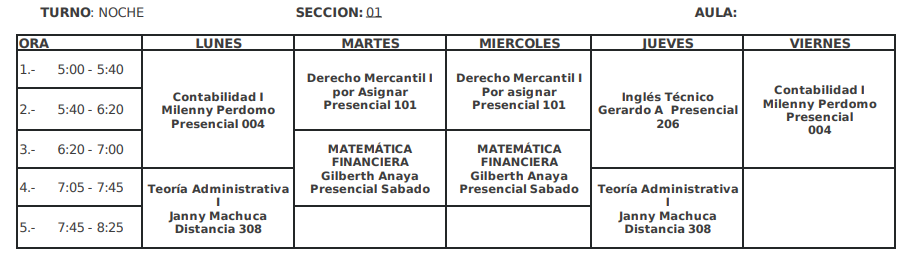 TURNO: NOCHE SECCION: 01 AULA:
ORA LUNES MARTES MIERCOLES JUEVES VIERNES
1.- 5:00 - 5:40
2.- 5:40 - 6:20
3.- 6:20 - 7:00
4.- 7:05 - 7:45
5.- 7:45 - 8:25
Contabilidad I
Milenny Perdomo
Presencial 004
Teoría Administrativa
I
Janny Machuca
Distancia 308
Derecho Mercantil I
por Asignar
Presencial 101
MATEMÁTICA
FINANCIERA
Gilberth Anaya
Presencial Sabado
Derecho Mercantil I
Por asignar
Presencial 101
MATEMÁTICA
FINANCIERA
Gilberth Anaya
Presencial Sabado
Inglés Técnico
Gerardo A Presencial
206
Teoría Administrativa
I
Janny Machuca
Distancia 308
Contabilidad I
Milenny Perdomo
Presencial
004